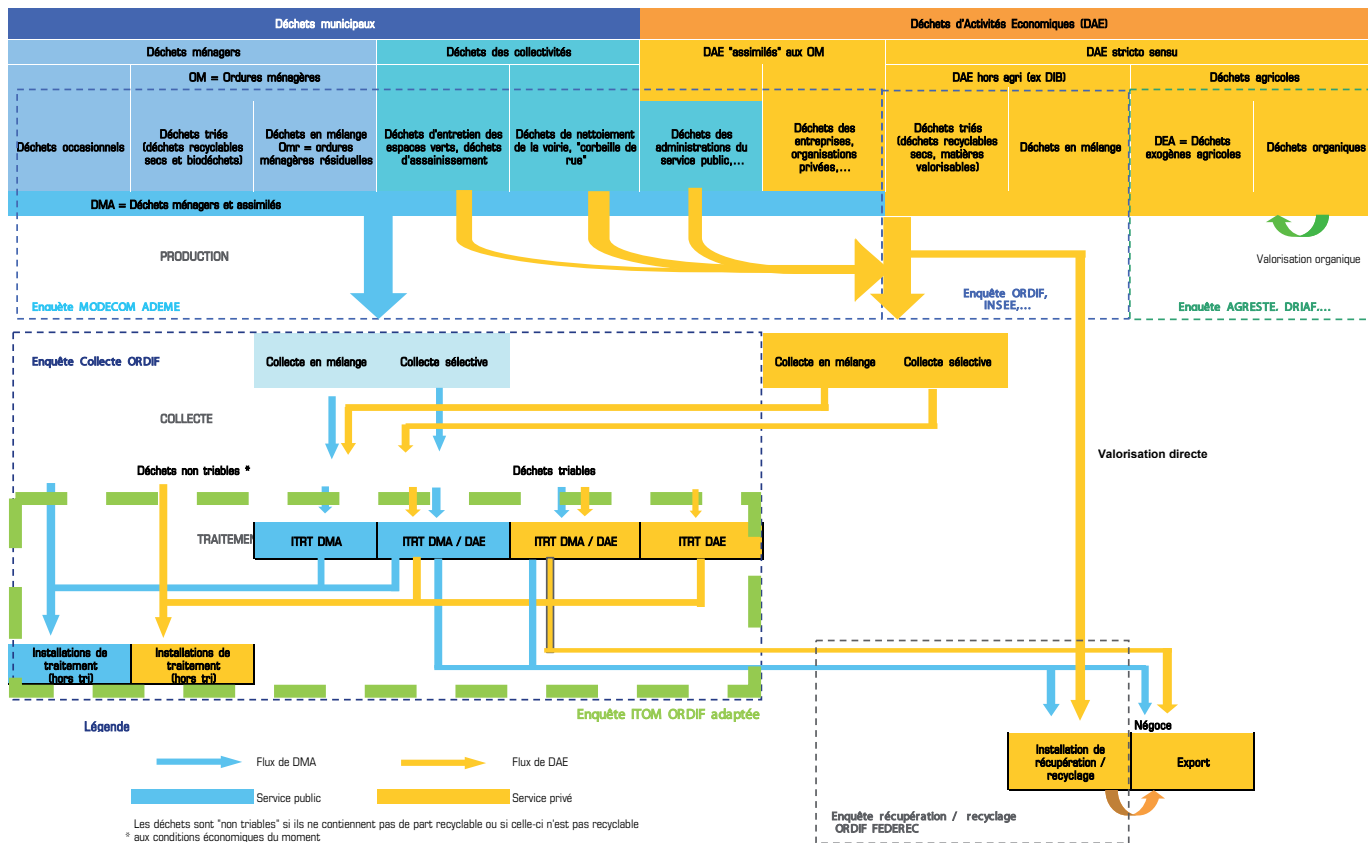 Déchets municipaux
Déchets d'Activités Economiques (DAE)
Déchets ménagers
Déchets des collectivités
DAE "assimilés" aux OM
DAE stricto sensu
OM = Ordures ménagères
DAE hors agri (ex DIB)
Déchets agricoles
Déchets occasionnels
Déchets triés
(déchets recyclables
secs et biodéchets)
Déchets en mélange
Omr = ordures
ménagères résiduelles
Déchets d'entretien des
espaces verts, déchets
d'assainissement
Déchets de nettoiement
de la voirie, "corbeille de
rue"
Déchets des
administrations du
service public,...
Déchets des
entreprises,
organisations
privées,...
Déchets triés
(déchets recyclables
secs, matières
valorisables)
Déchets en mélange
DEA = Déchets
exogènes agricoles
Déchets organiques
DMA = Déchets ménagers et assimilés
PRODUCTION
Valorisation organique
Enquète MODECOM ADEME
Enquête ORDIF,
INSEE,...
Enquête AGRESTE. DRIAF....
Enquête Collecte ORDIF
Collecte en mélange
Collecte sélective
Collecte en mélange
Collecte sélective
COLLECTE
Valorisation directe
Déchets non triables *
Déchets triables
TRAITEMEN
ITRT DMA
ITRT DMA / DAE
ITRT DMA / DAE
ITRT DAE
Installations de
traitement
(hors tri)
Installations de
traitement
(hors tri)
Enquête ITOM ORDIF adaptée
Légende
Négoce
Installation de
récupération /
recyclage
Export
Flux de DMA
Flux de DAE
Service public
Service privé
Enquête récupération / recyclage
ORDIF FEDEREC
Les déchets sont "non triables" si ils ne contiennent pas de part recyclable ou si celle-ci n'est pas recyclable
* aux conditions économiques du moment